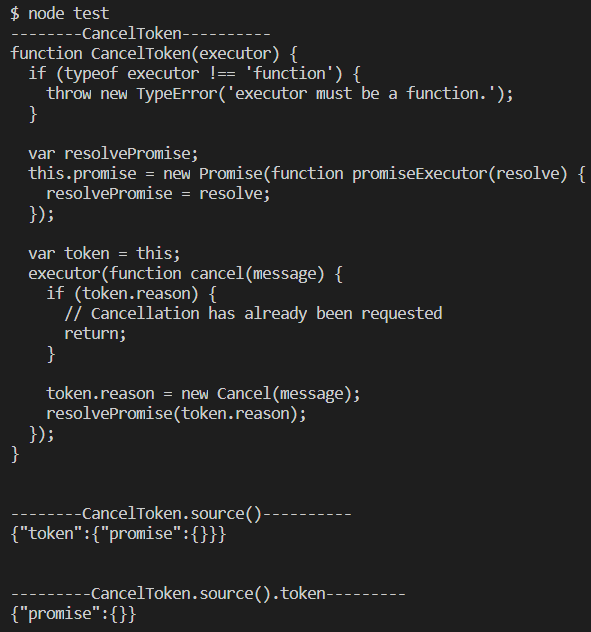 $ node test
--------CancelToken----------
function CancelToken(executor) {
  if (typeof executor !== 'function') {
    throw new TypeError('executor must be a function.');
  }

  var resolvePromise;
  this.promise = new Promise(function promiseExecutor(resolve) {
    resolvePromise = resolve;
  });

  var token = this;
  executor(function cancel(message) {
    if (token.reason) {
      // Cancellation has already been requested
      return;
    }

    token.reason = new Cancel(message);
    resolvePromise(token.reason);
  });
}


--------CancelToken.source()----------
{"token":{"promise":{}}}


---------CancelToken.source().token---------
{"promise":{}}